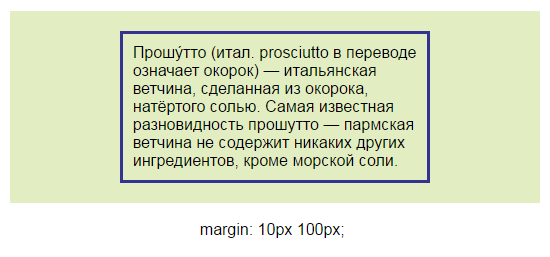 Прошу́тто (итал. prosciutto в переводе
означает окорок) — итальянская
ветчина, сделанная из окорока,
натёртого солью. Самая известная
разновидность прошутто — пармская
ветчина не содержит никаких других
ингредиентов, кроме морской соли.
margin: 10px 100px;